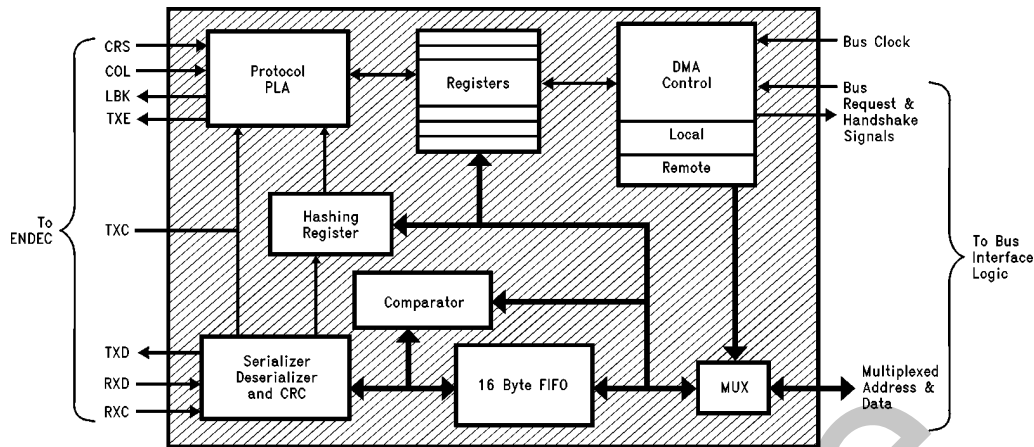 CRS
COL
LBK
TXE
To
ENDEC
TXC
TXD
RXD
RXC
Protocol
PLA
Registers
DMA
Control
Local
Remote
Hashing
Register
Comparator
Serializer
Deserializer
and CRC
16 Byte FIFO
MUX
Bus Clock
Bus
Request &
Handshake
Signals
To Bus
Interface
Logic
Multiplexed
Address &
Data